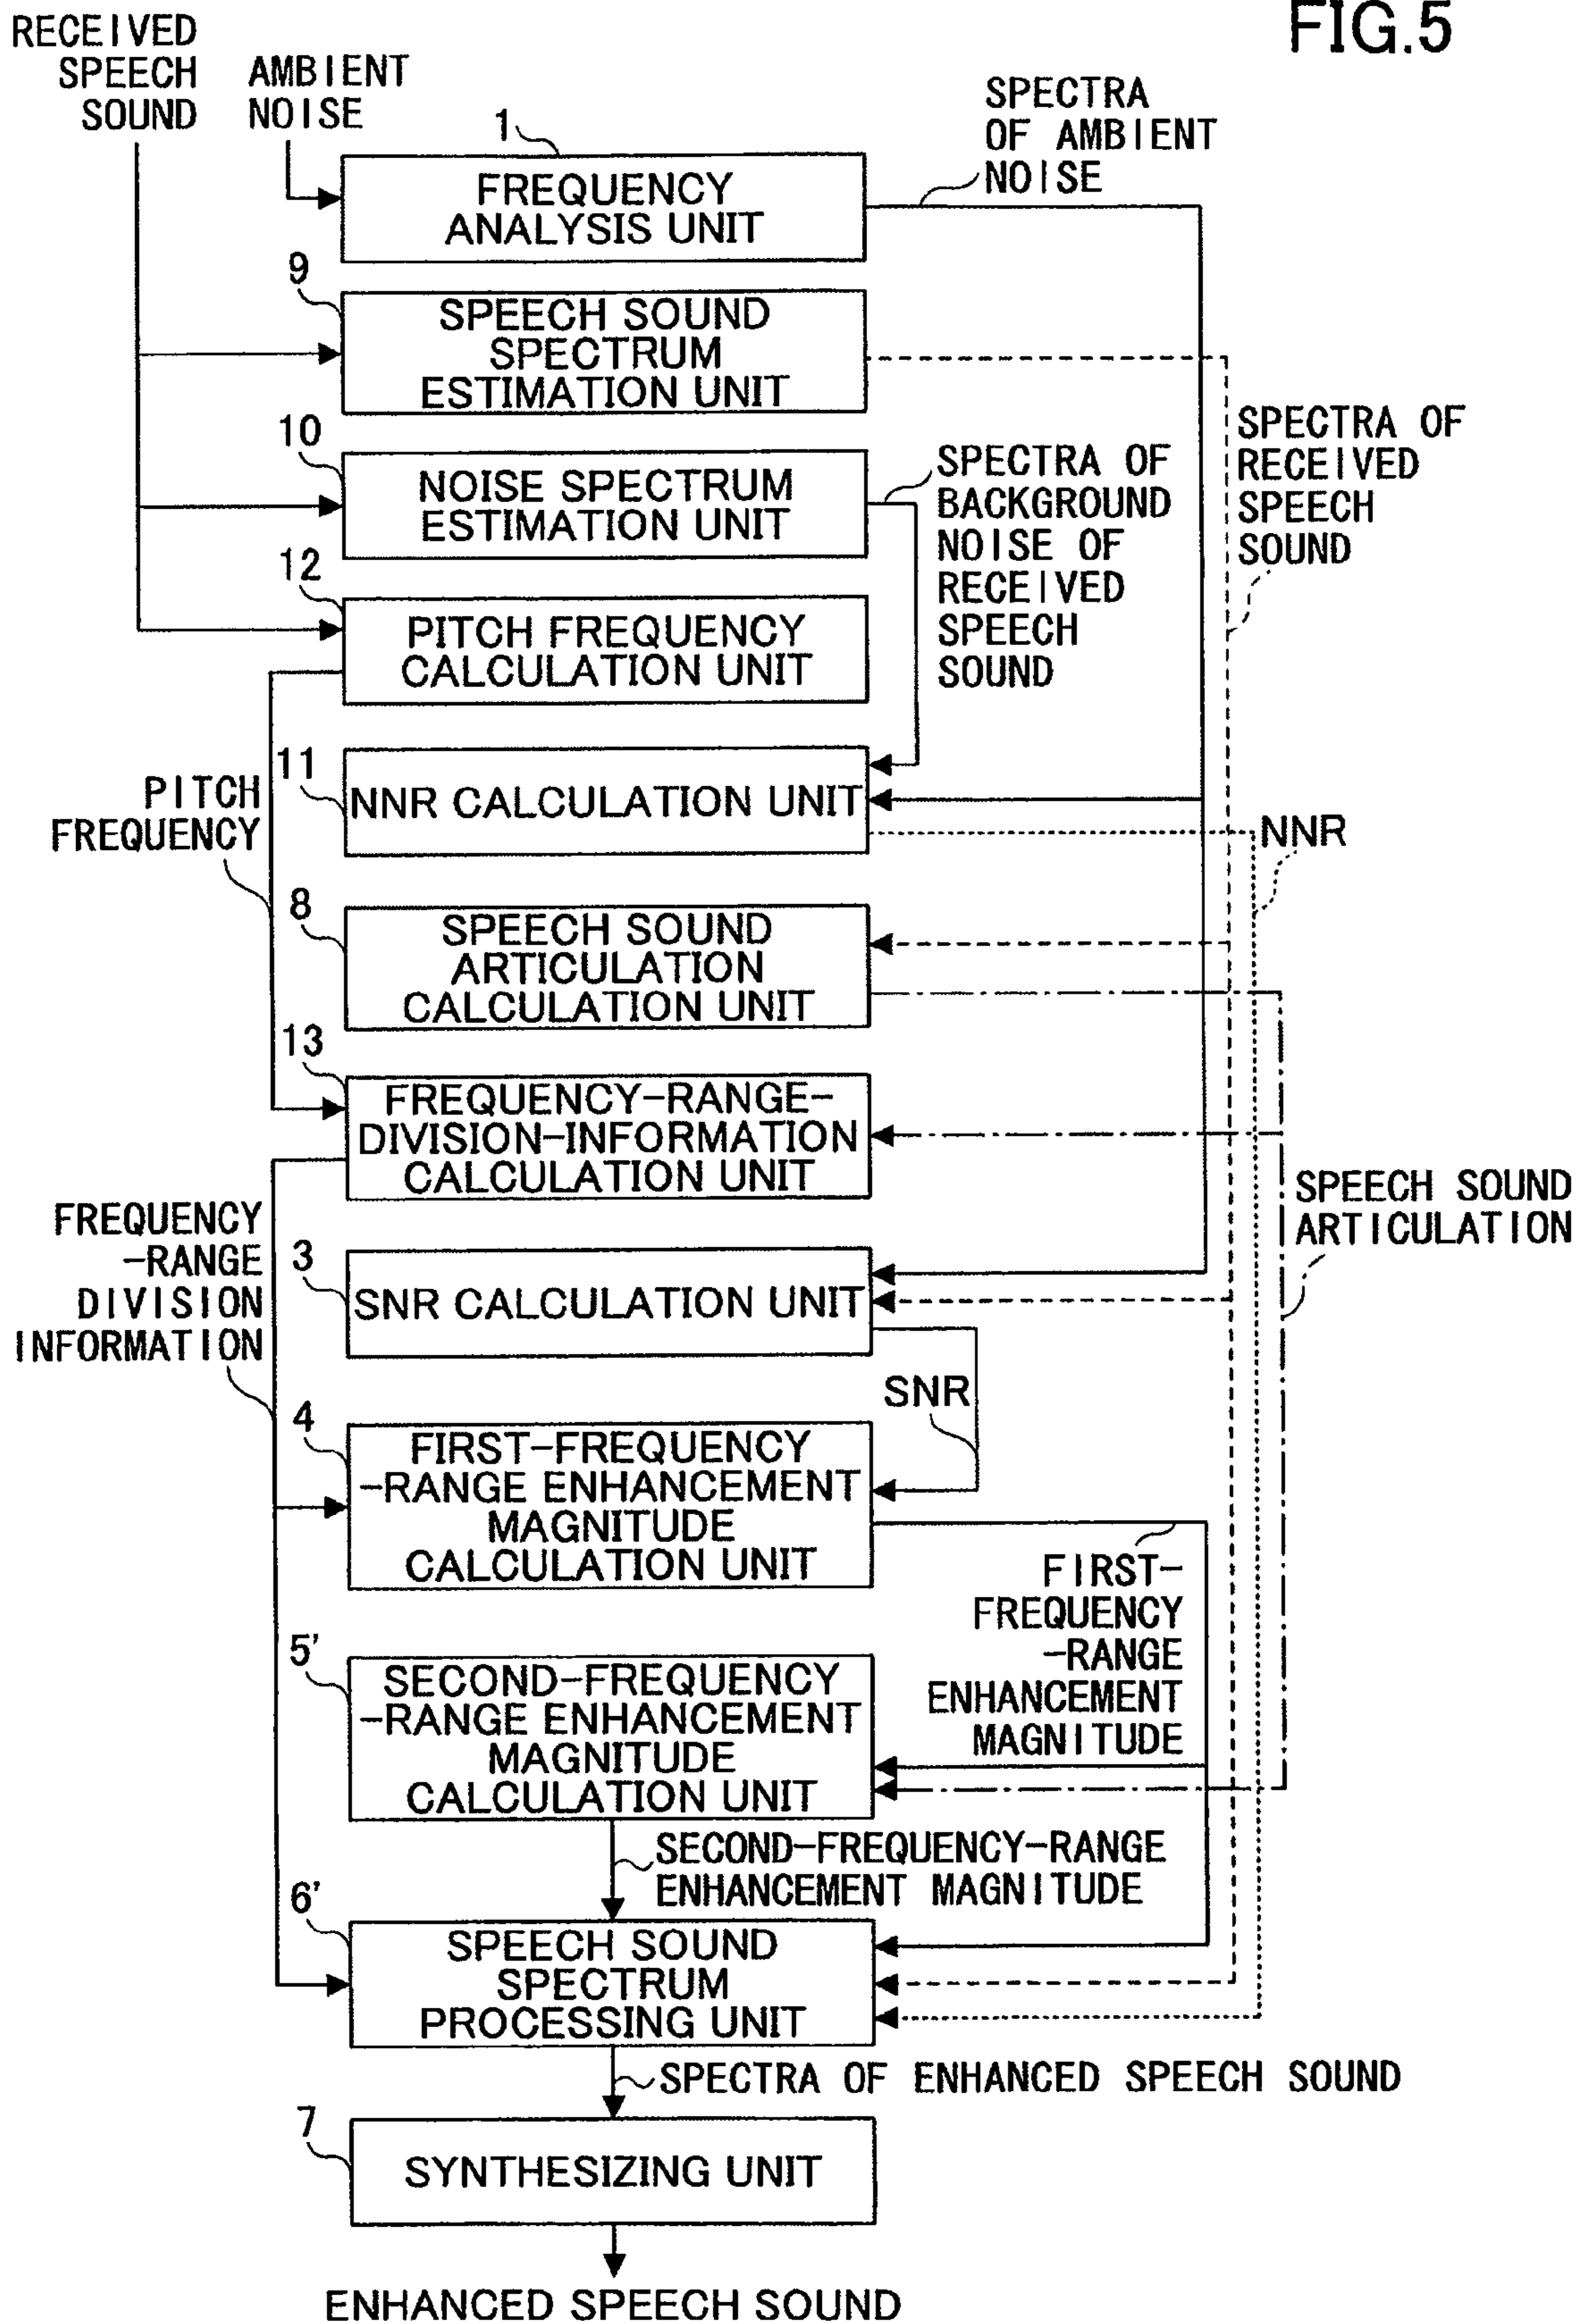 FIG.5
RECEIVED
SPEECH
SOUND
AMBIENT
NOISE
SPECTRA
OF AMBIENT
NOISE
1
FREQUENCY
ANALYSIS UNIT
9
SPEECH SOUND
SPECTRUM
ESTIMATION UNIT
SPECTRA OF
RECEIVED
SPEECH
SOUND
10
NOISE SPECTRUM
ESTIMATION UNIT
SPECTRA OF
BACKGROUND
NOISE OF
RECEIVED
SPEECH
SOUND
12
PITCH FREQUENCY
CALCULATION UNIT
PITCH
FREQUENCY
11
NNR CALCULATION UNIT
NNR
8
SPEECH SOUND
ARTICULATION
CALCULATION UNIT
13
FREQUENCY-RANGE-
DIVISION-INFORMATION
CALCULATION UNIT
SPEECH SOUND
ARTICULATION
FREQUENCY
-RANGE
DIVISION
INFORMATION
3
SNR CALCULATION UNIT
SNR
4
FIRST-FREQUENCY
-RANGE ENHANCEMENT
MAGNITUDE
CALCULATION UNIT
FIRST-
FREQUENCY
-RANGE
ENHANCEMENT
MAGNITUDE
5'
SECOND-FREQUENCY
-RANGE ENHANCEMENT
MAGNITUDE
CALCULATION UNIT
SECOND-FREQUENCY-RANGE
ENHANCEMENT MAGNITUDE
6'
SPEECH SOUND
SPECTRUM
PROCESSING UNIT
SPECTRA OF ENHANCED SPEECH SOUND
7
SYNTHESIZING UNIT
ENHANCED SPEECH SOUND